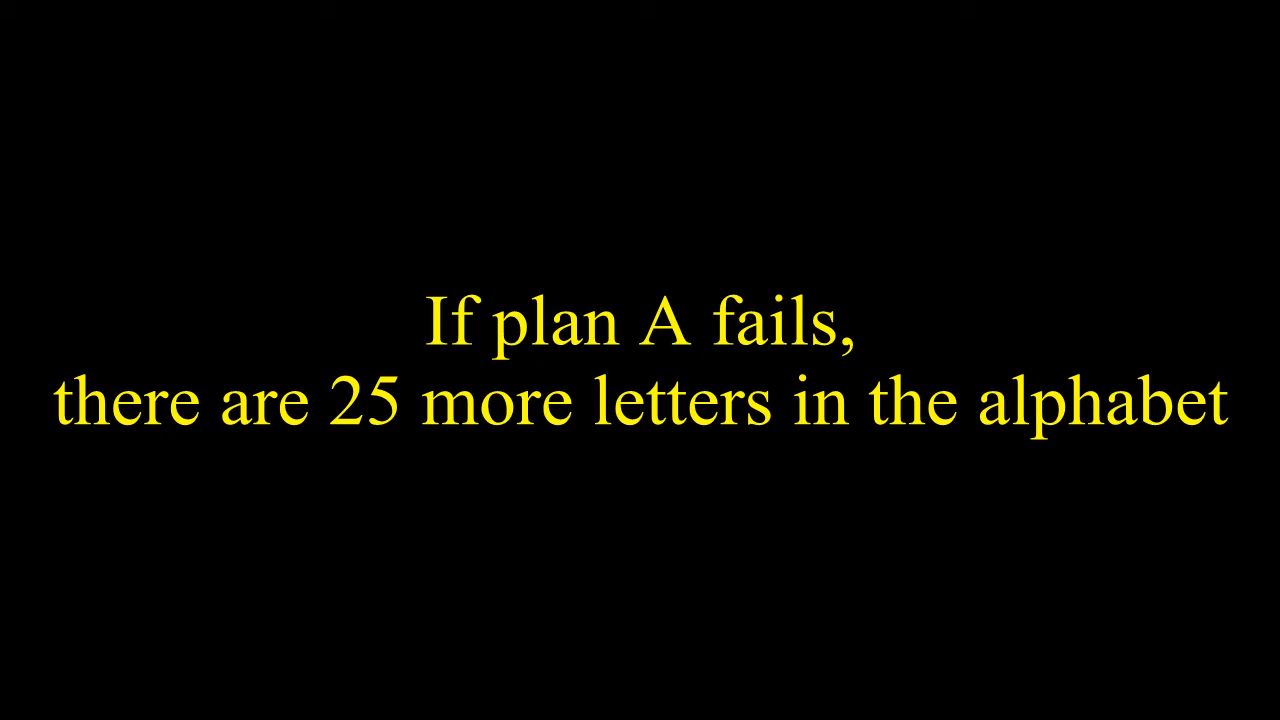 If plan A fails,
there are 25 more letters in the alphabet